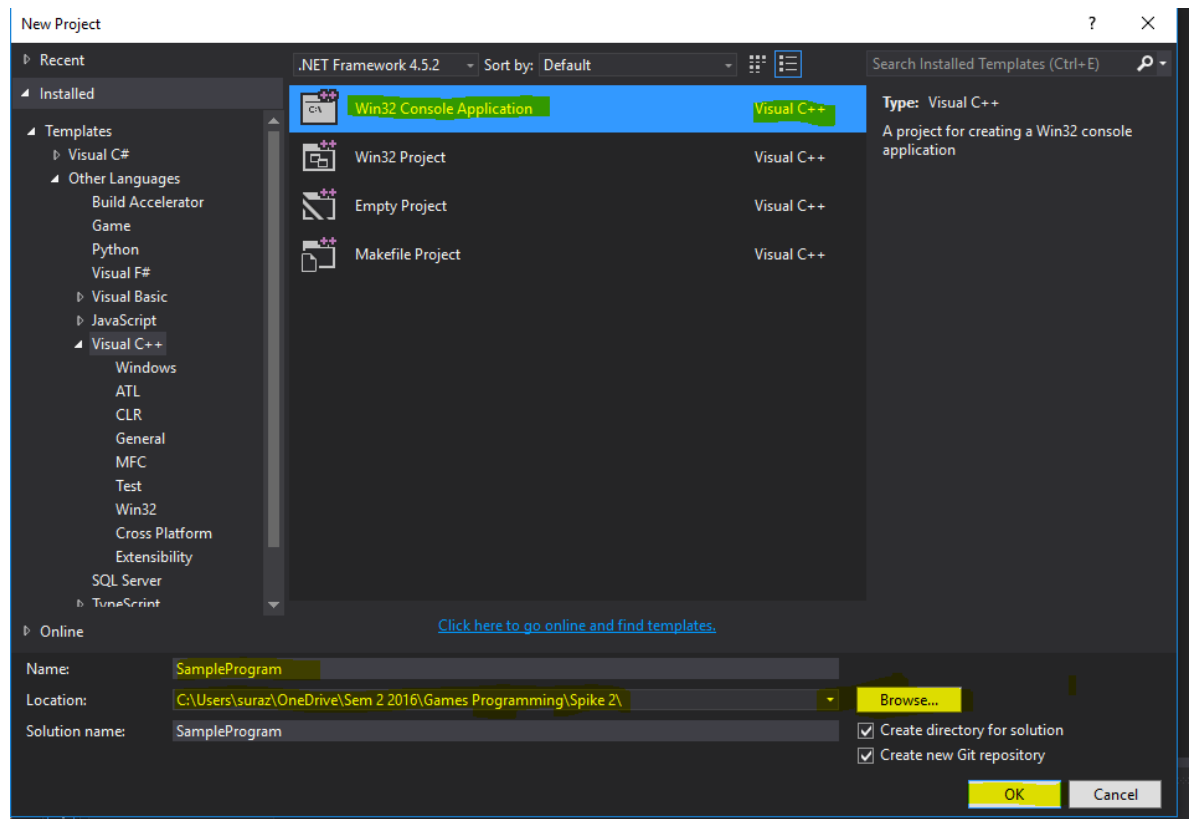 New Project
? ×
Recent
Installed
Templates
Visual C#
Other Languages
Build Accelerator
Game
Python
Visual F#
Visual Basic
JavaScript
Visual C++
Windows
ATL
CLR
General
MFC
Test
Win32
Cross Platform
Extensibility
SQL Server
TypeScript
Online
.NET Framework 4.5.2 Sort by: Default
Win32 Console Application Visual C++
Win32 Project Visual C++
Empty Project Visual C++
Makefile Project Visual C++
Click here to go online and find templates.
Search Installed Templates (Ctrl+E)
Type: Visual C++
A project for creating a Win32 console
application
Name: SampleProgram
Location: C:\Users\suraz\OneDrive\Sem 2 2016\Games Programming\Spike 2\ Browse...
Solution name: SampleProgram
Create directory for solution
Create new Git repository
OK Cancel